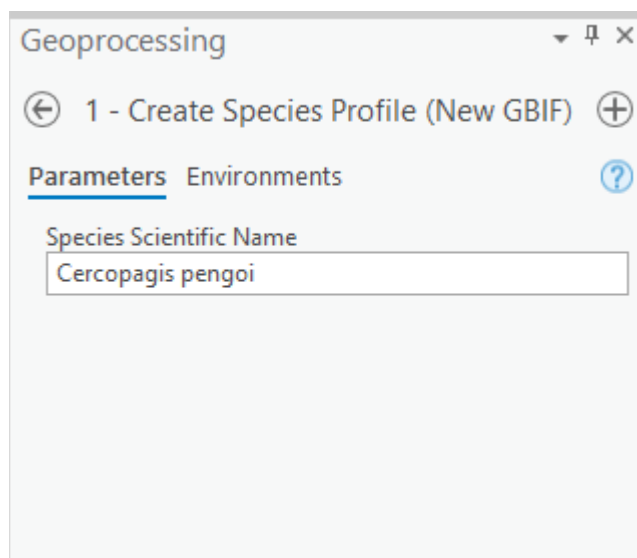 Geoprocessing
1 - Create Species Profile (New GBIF)
Parameters Environments
Species Scientific Name
Cercopagis pengoi